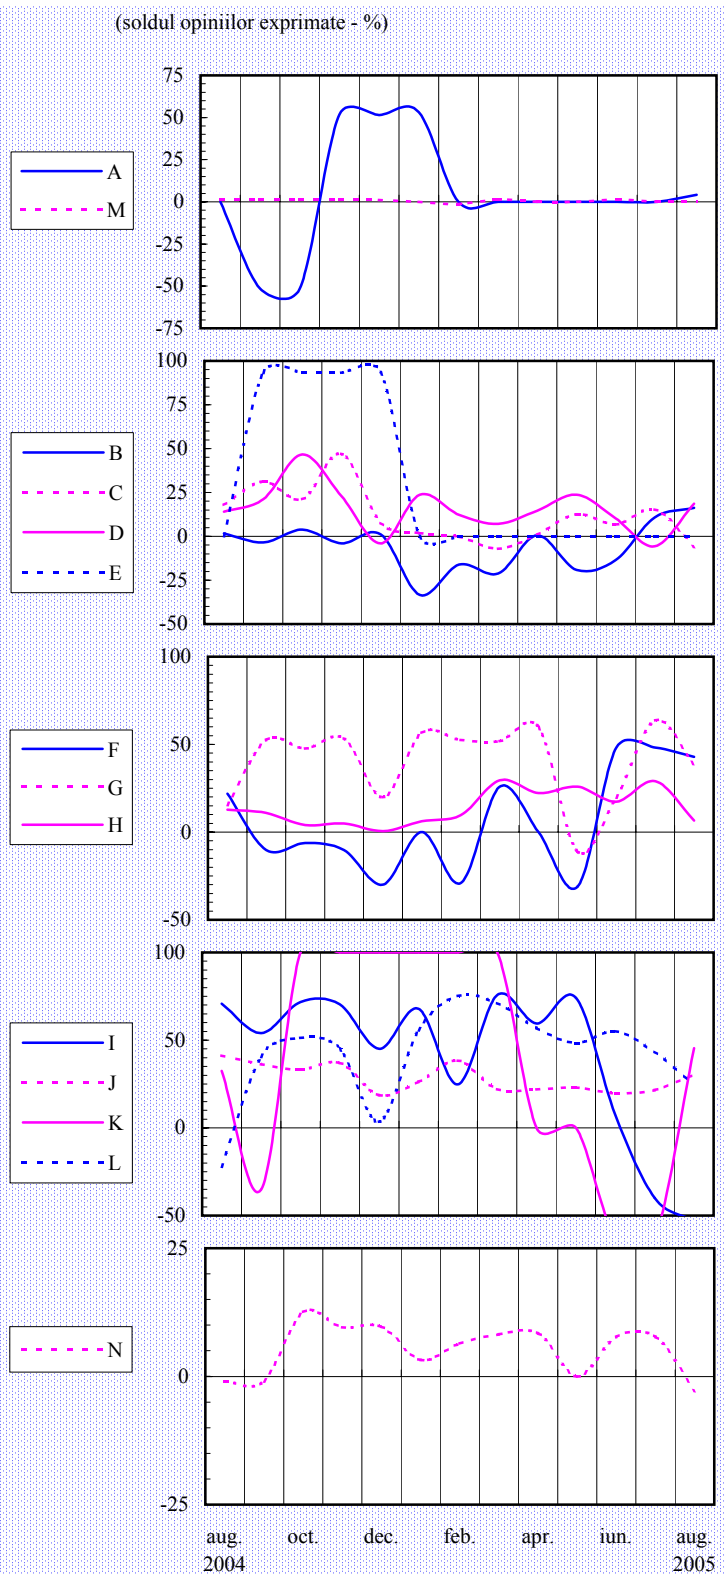 (soldul opiniilor exprimate - %)
75
50
25
0
-25
-50
-75
A
M
100
75
50
25
0
-25
-50
B
C
D
E
100
50
0
-50
F
G
H
100
50
0
-50
I
J
K
L
25
0
-25
N
aug. oct. dec. feb. apr. iun. aug.
2004 2005